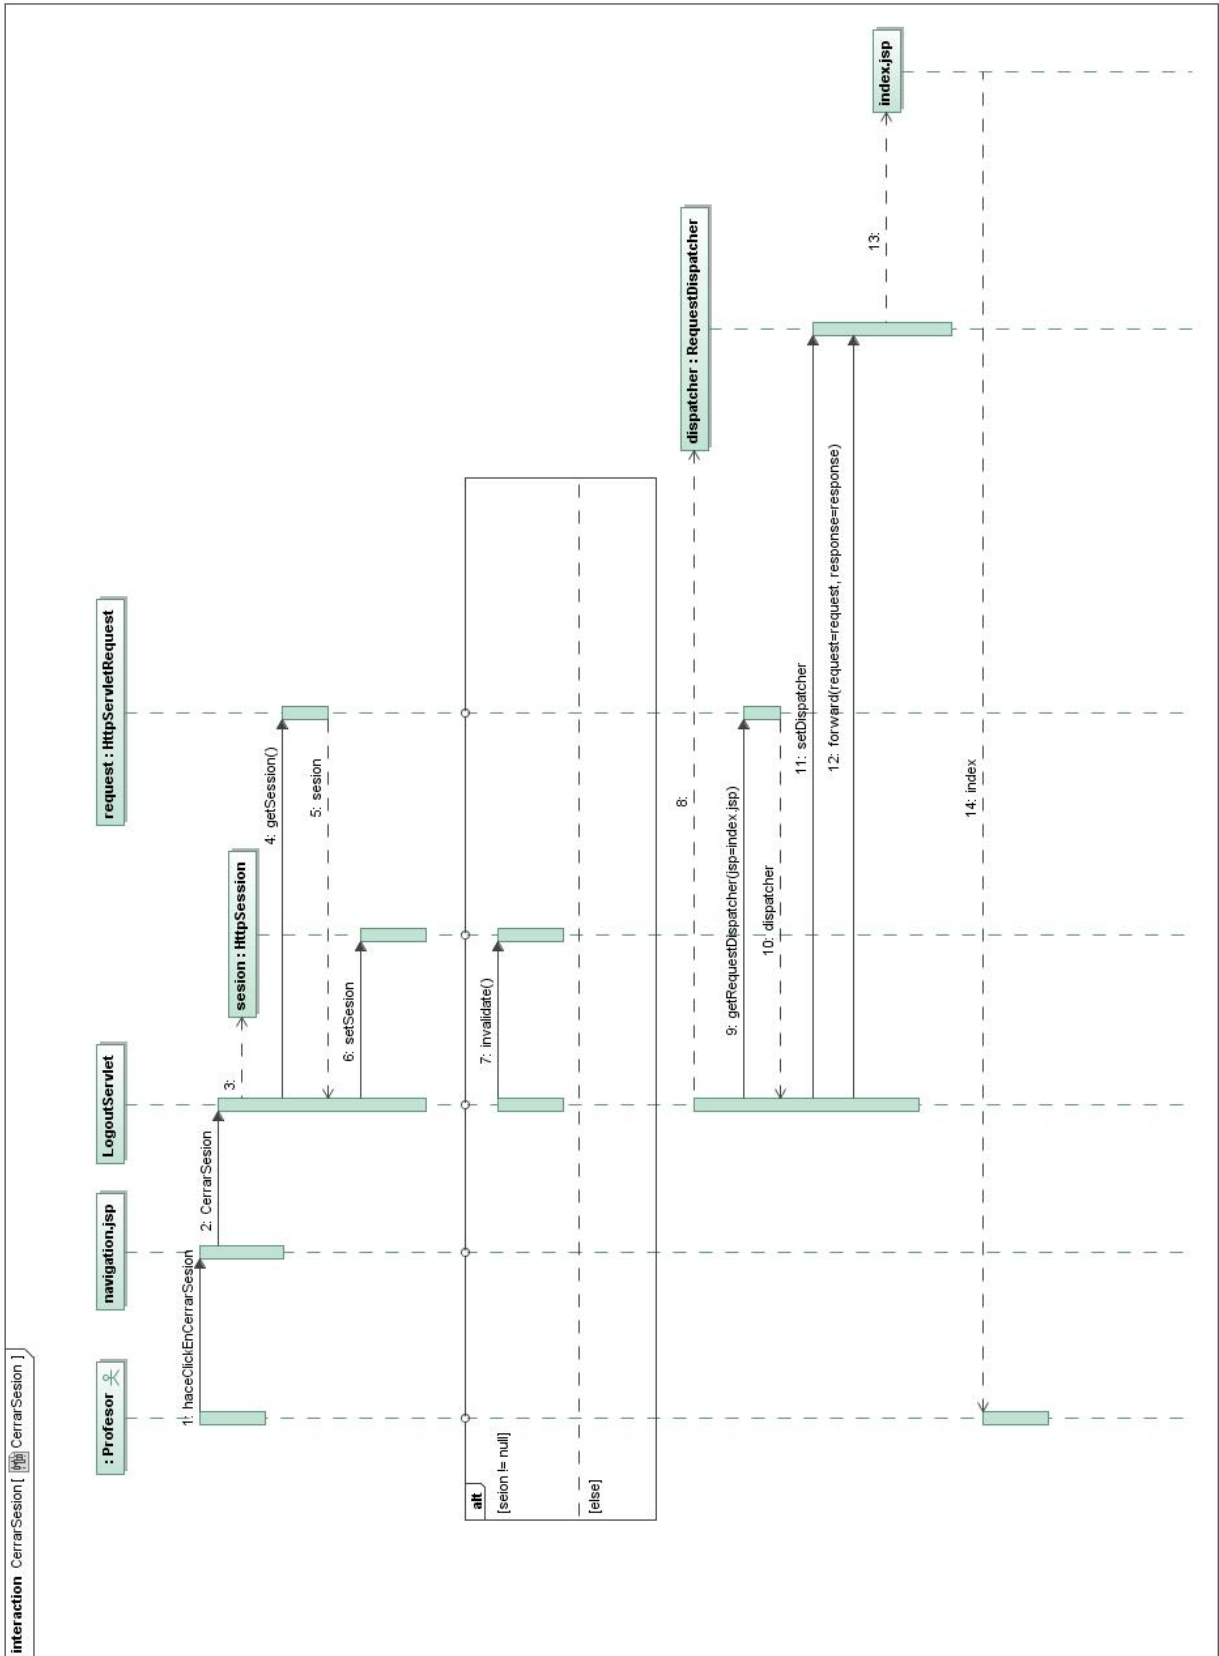 interaction CerrarSesion [ CerrarSesion ]
: Profesor
navigation.jsp
LogoutServlet
sesion : HttpSession
request : HttpServletRequest
dispatcher : RequestDispatcher
index.jsp
1: haceClickEnCerrarSesion
2: CerrarSesion
3:
4: getSession()
5: sesion
6: setSesion
alt
[seion != null]
7: invalidate()
[else]
8:
9: getRequestDispatcher(jsp=index.jsp)
10: dispatcher
11: setDispatcher
12: forward(request=request, response=response)
13:
14: index